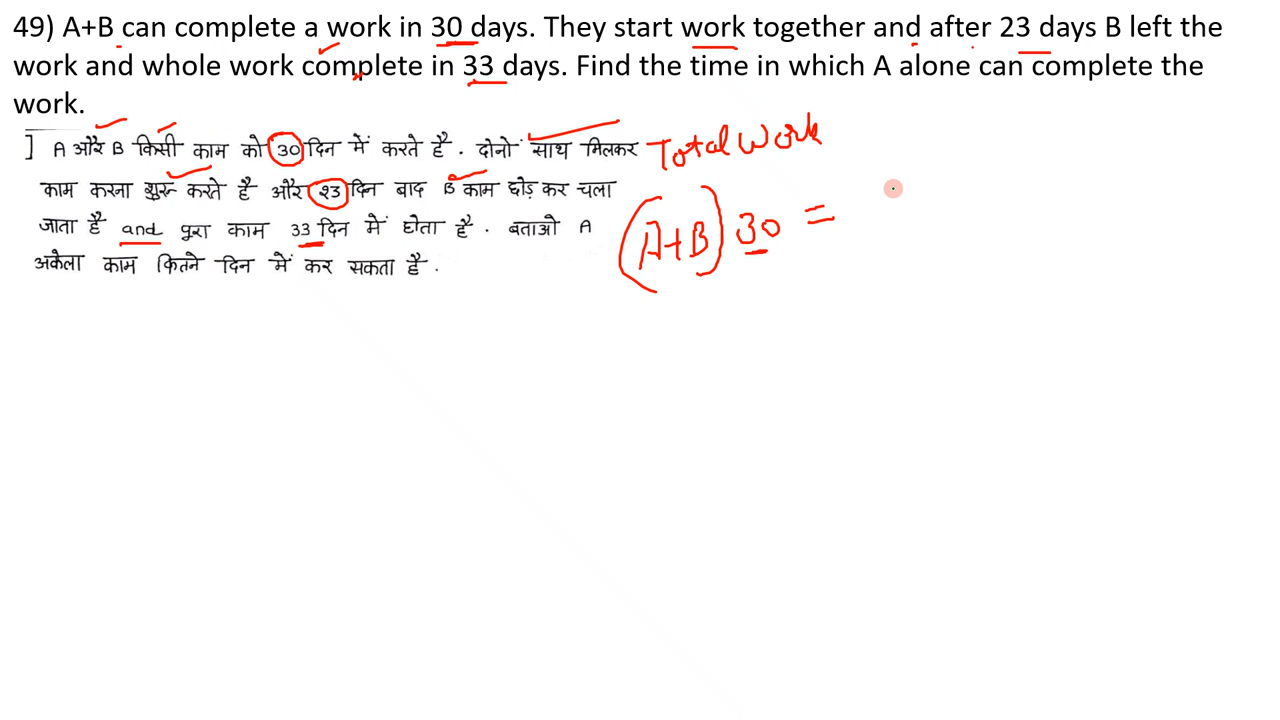 49) A+B can complete a work in 30 days. They start work together and after 23 days B left the
work and whole work complete in 33 days. Find the time in which A alone can complete the
work.
] A और B किसी काम को 30 दिन में करते है. दोनों साथ मिलकर
काम करना शुरू करते है और 23 दिन बाद B काम छोड़ कर चला
जाता है and पुरा काम 33 दिन में होता है. बताओ A
अकेला काम कितने दिन में कर सकता है.
Total Work
(A+B) 30 =